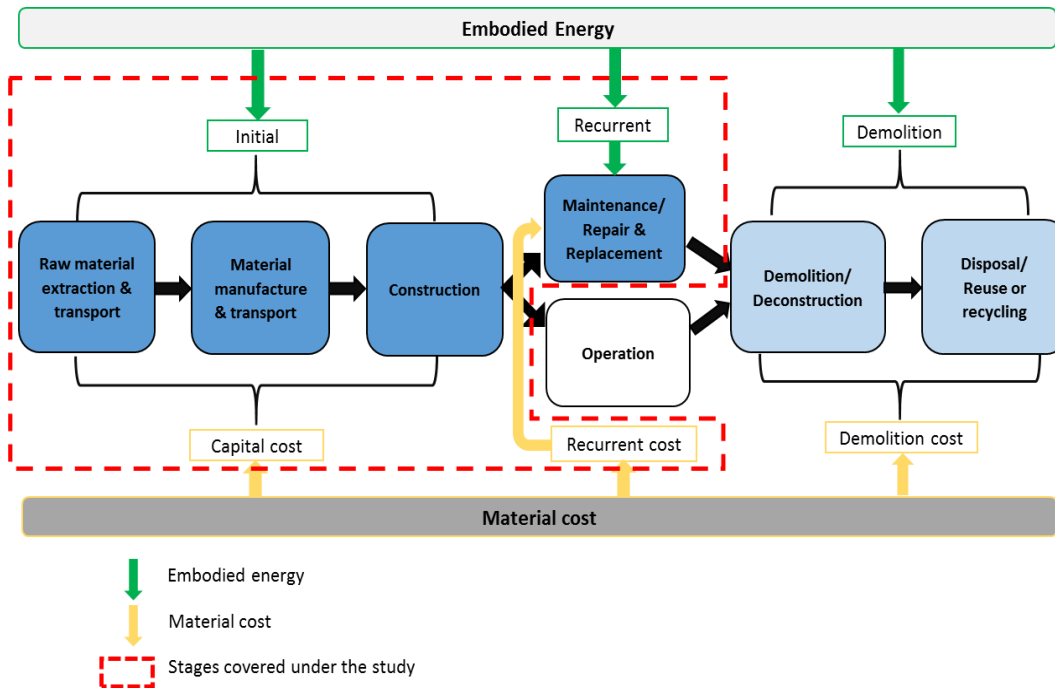 Embodied Energy
Initial
Recurrent
Demolition
Raw material
extraction &
transport
Material
manufacture
& transport
Construction
Maintenance/
Repair &
Replacement
Operation
Demolition/
Deconstruction
Disposal/
Reuse or
recycling
Capital cost
Recurrent cost
Demolition cost
Material cost
Embodied energy
Material cost
Stages covered under the study